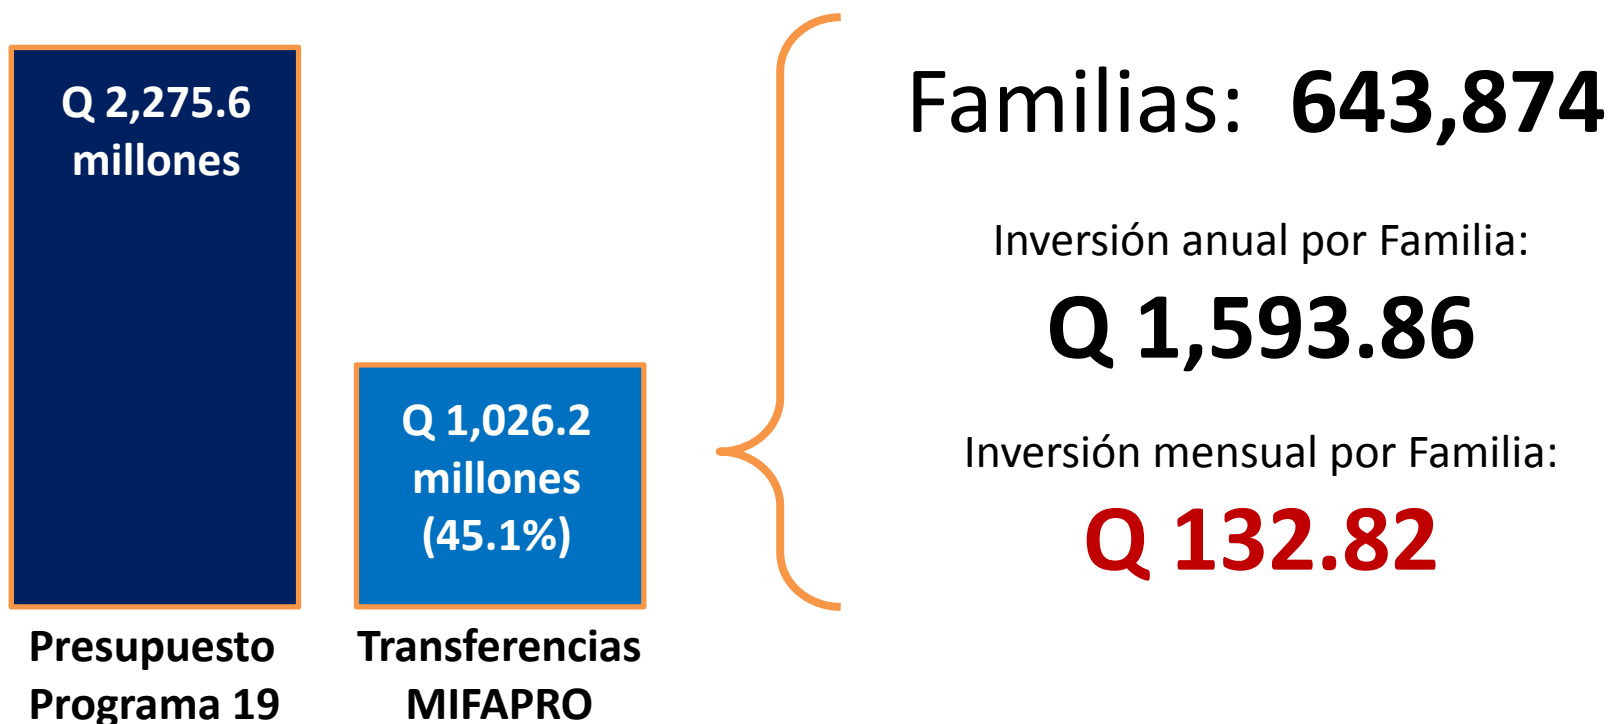 Q 2,275.6
millones
Presupuesto
Programa 19
Q 1,026.2
millones
(45.1%)
Transferencias
MIFAPRO
Familias: 643,874
Inversión anual por Familia:
Q 1,593.86
Inversión mensual por Familia:
Q 132.82